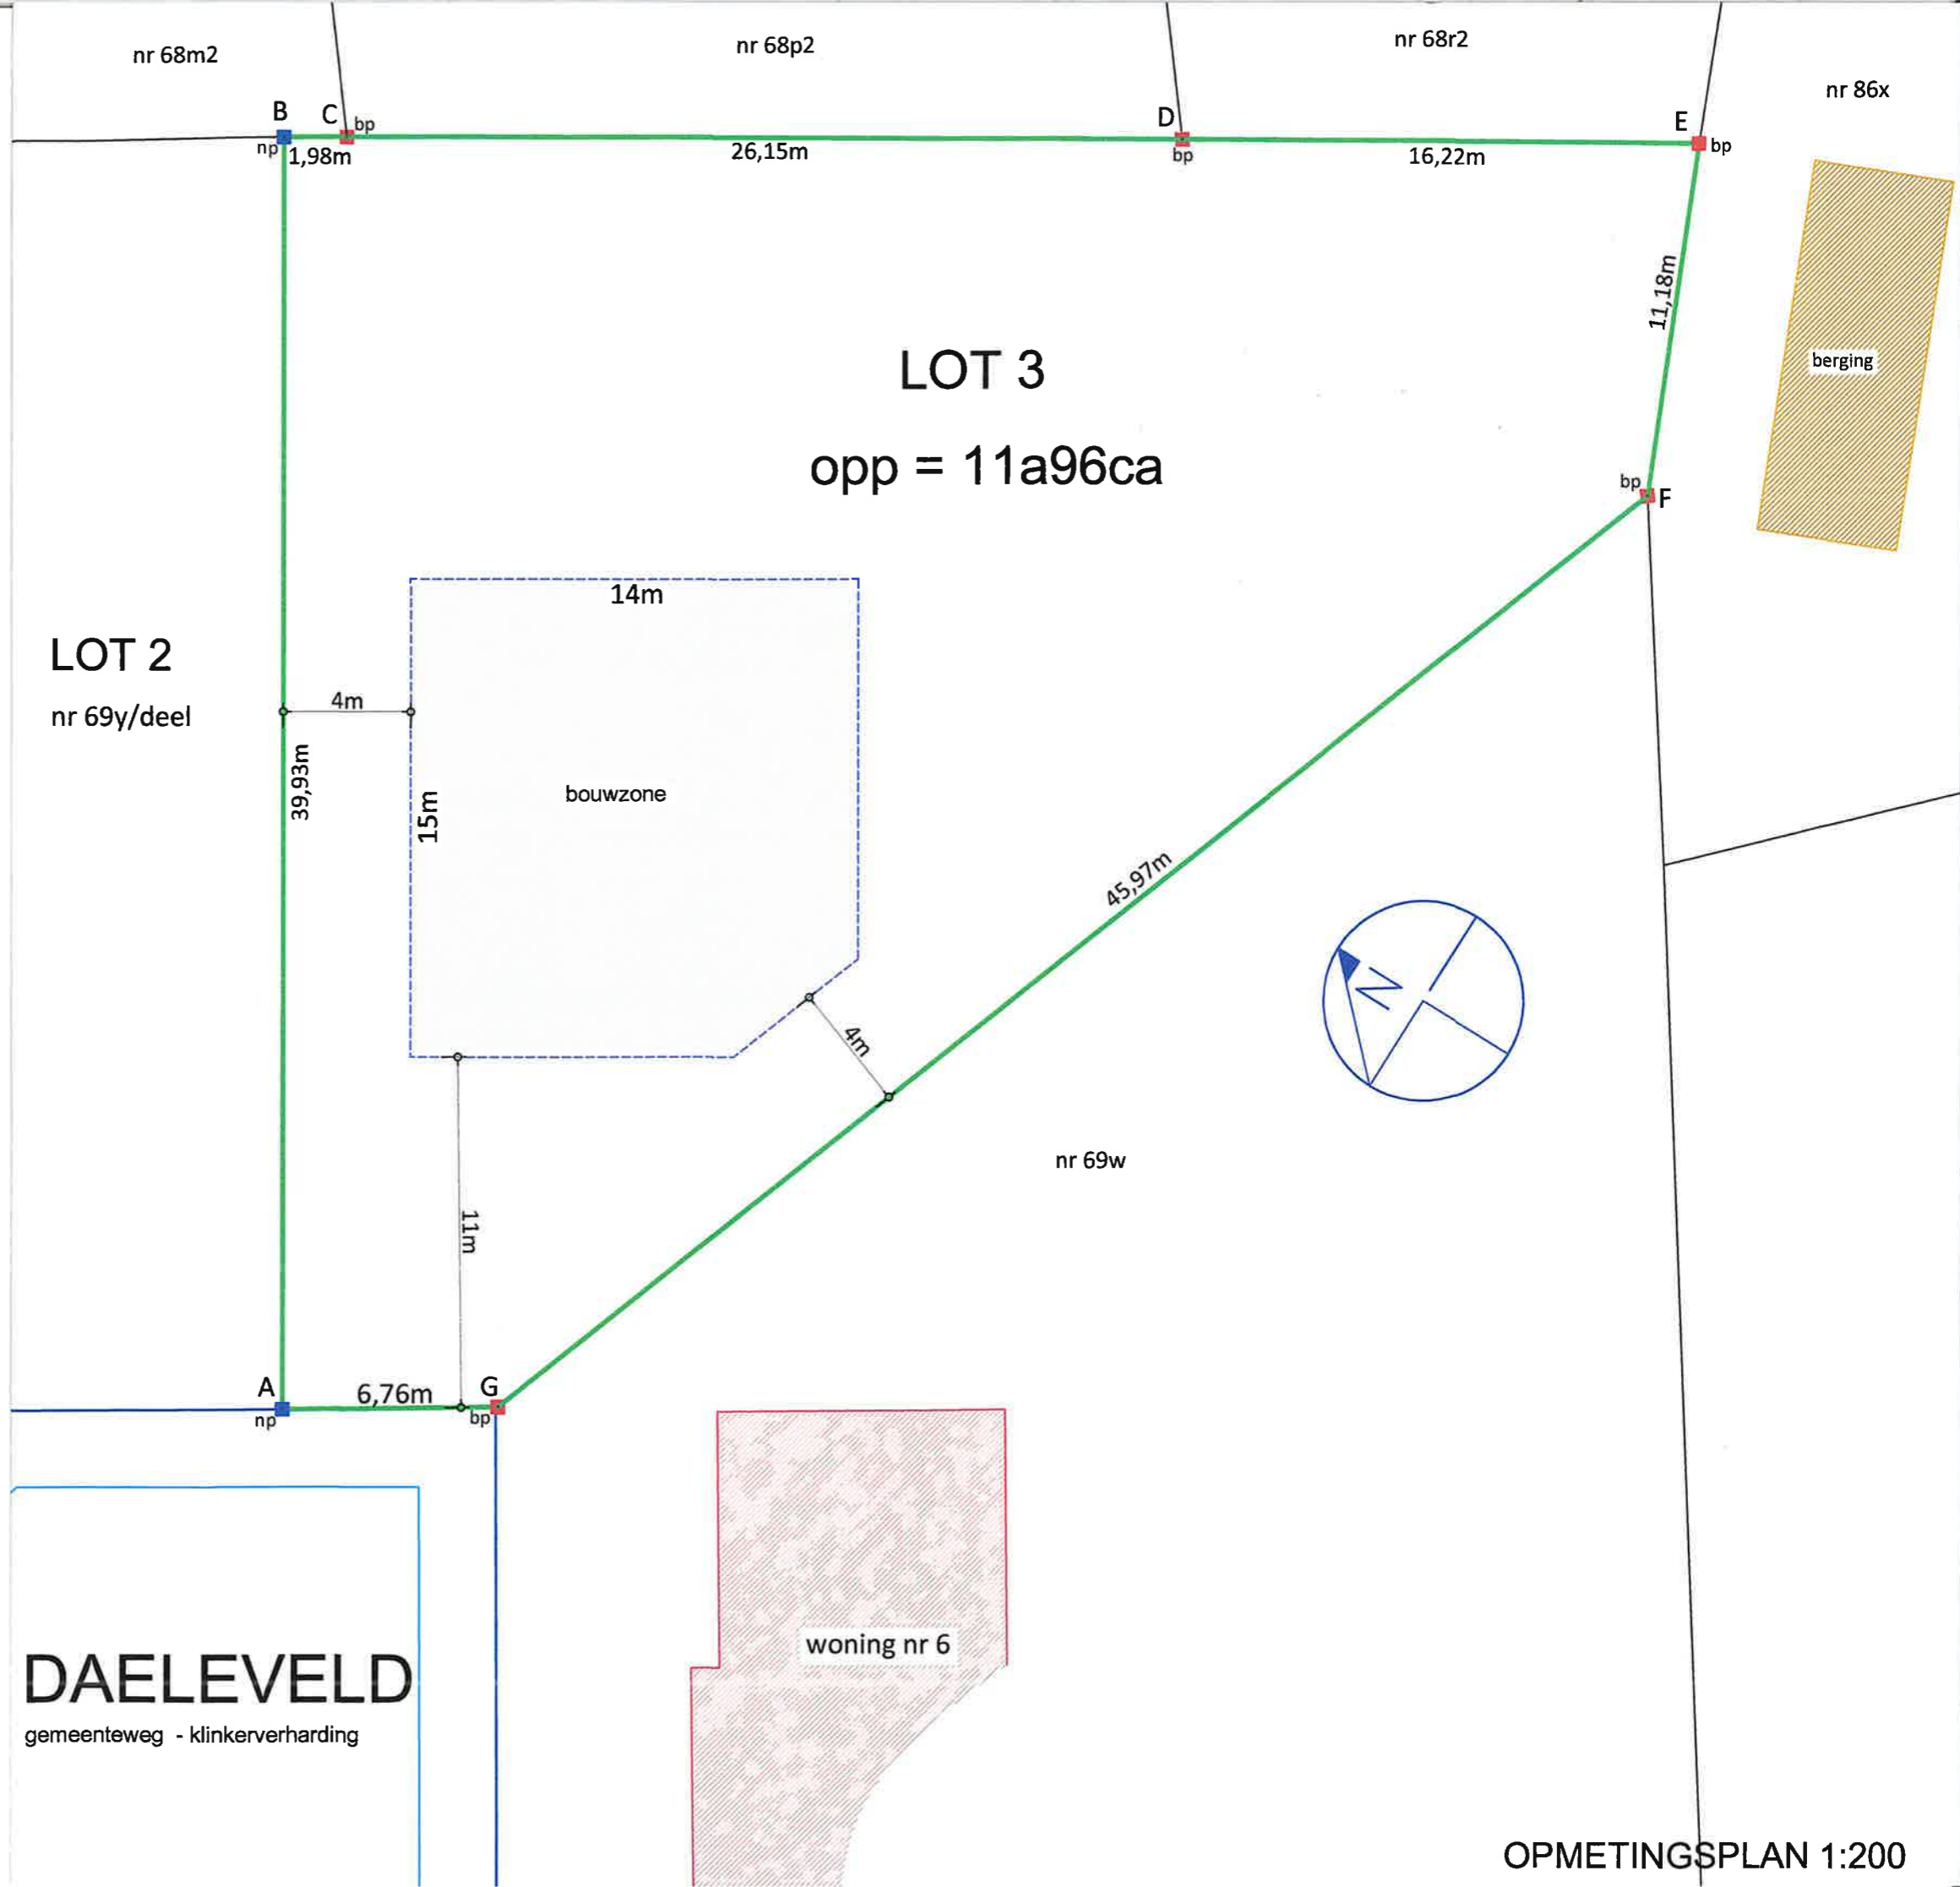 nr 68m2
nr 68p2
nr 68r2
nr 86x
B
C
bp
D
E
bp
np
1,98m
26,15m
bp
16,22m
11,18m
LOT 3
berging
opp = 11a96ca
bp
F
14m
LOT 2
4m
nr 69y/deel
39,93m
15m
bouwzone
45,97m
N
4m
nr 69w
11m
A
6,76m
G
np
bp
woning nr 6
DAELEVELD
gemeenteweg - klinkerverharding
OPMETINGSPLAN 1:200